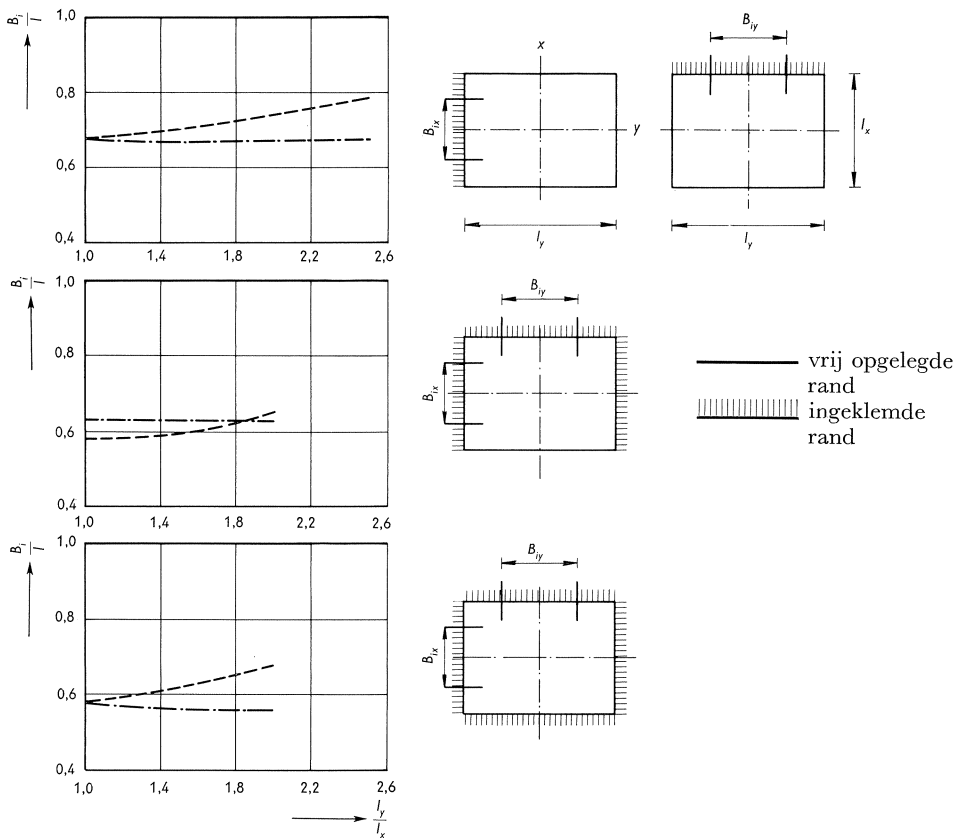 B_i/l
1,0
0,8
0,6
0,4
1,0 1,4 1,8 2,2 2,6
x
y
B_ix
l_y
B_iy
l_x
l_y
B_i/l
1,0
0,8
0,6
0,4
1,0 1,4 1,8 2,2 2,6
B_iy
B_ix
vrij opgelegde
rand
ingeklemde
rand
B_i/l
1,0
0,8
0,6
0,4
1,0 1,4 1,8 2,2 2,6
l_y/l_x
B_iy
B_ix